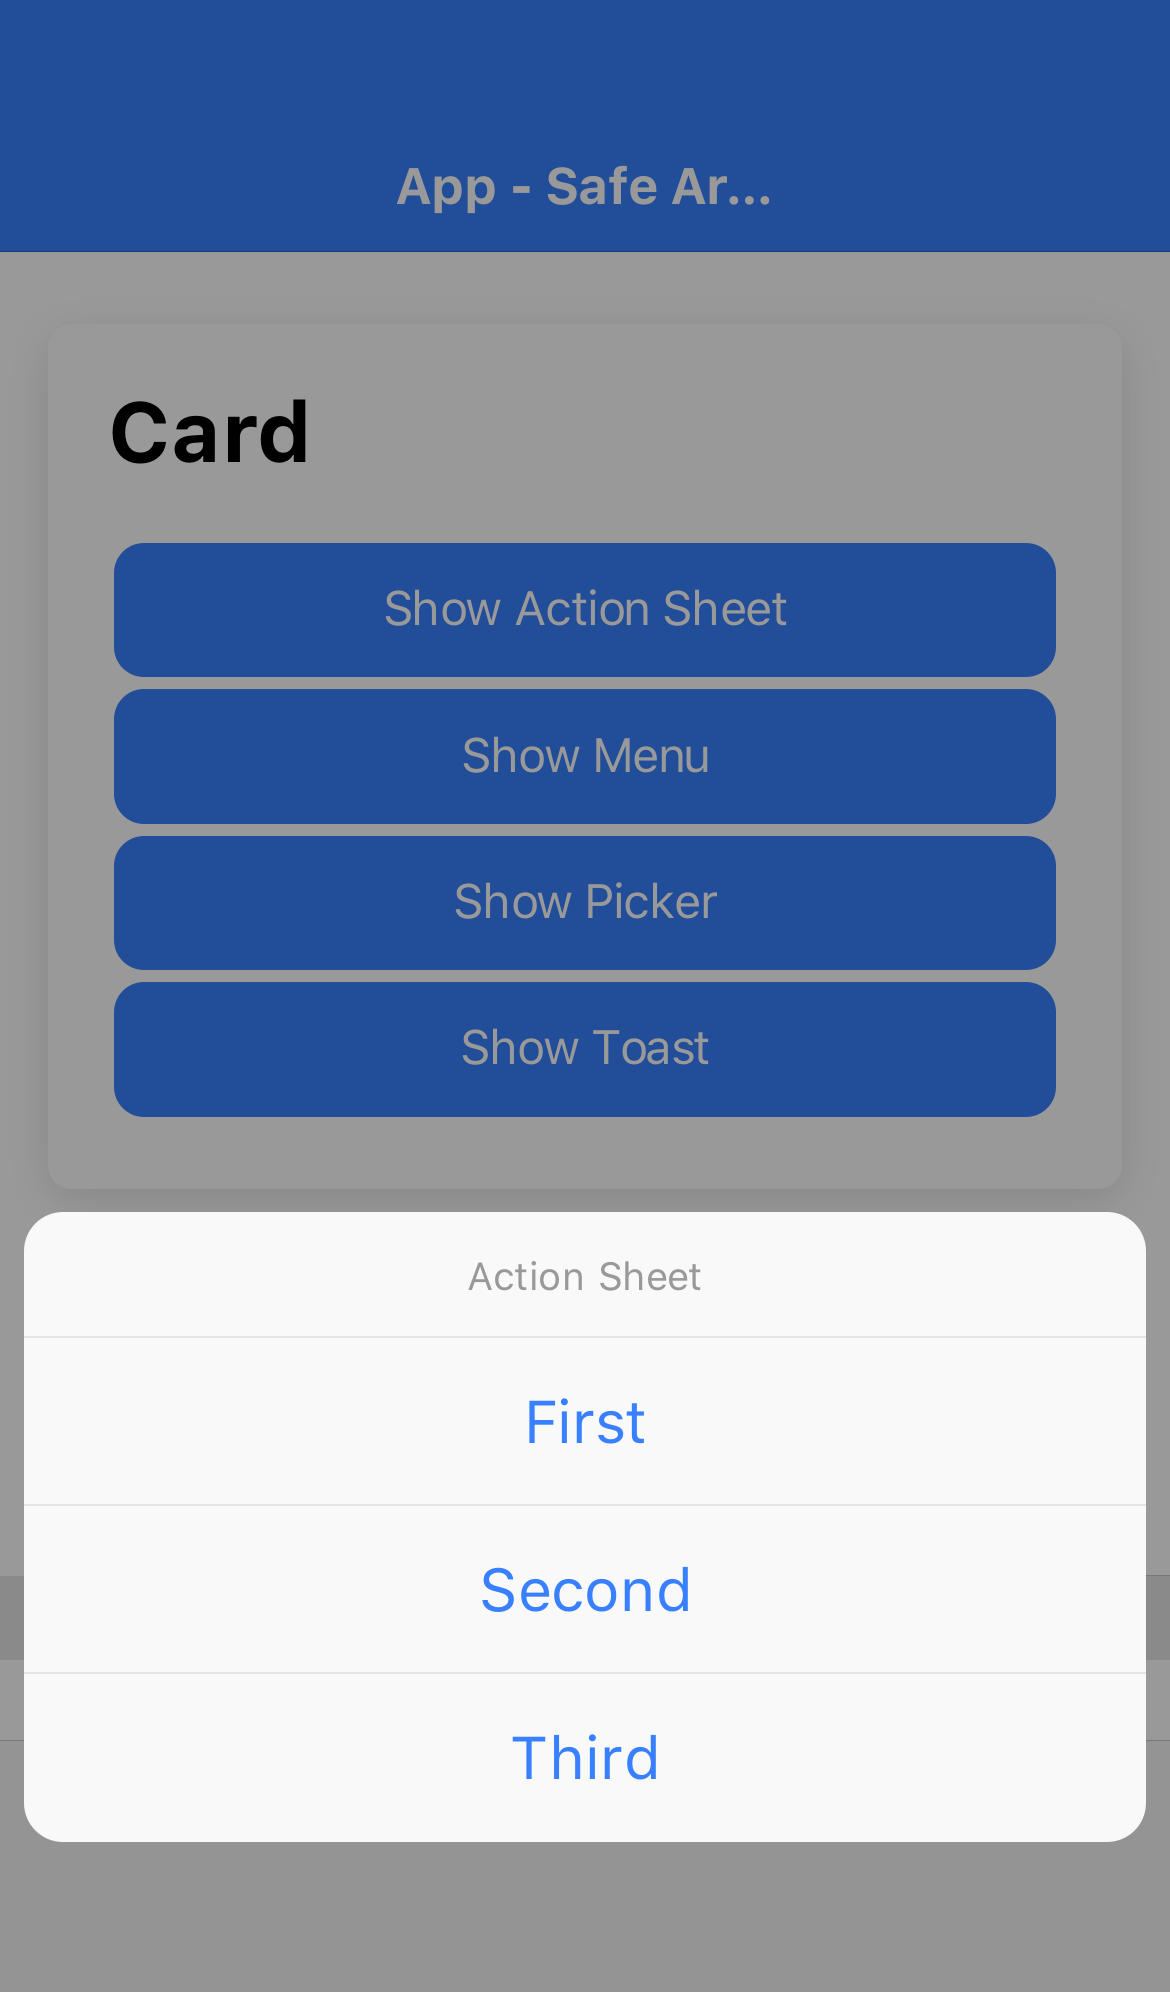 App - Safe Ar...
Card
Show Action Sheet
Show Menu
Show Picker
Show Toast
Action Sheet
First
Second
Third